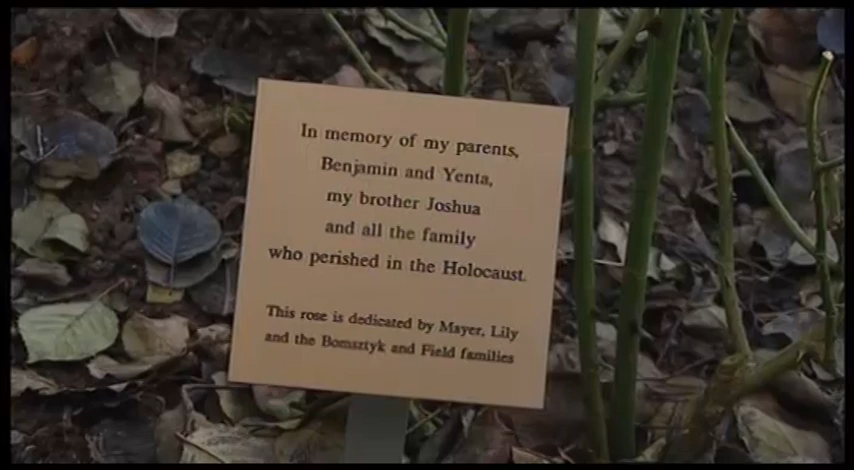 In memory of my parents,
Benjamin and Yenta,
my brother Joshua
and all the family
who perished in the Holocaust.
This rose is dedicated by Mayer, Lily
and the Bomsztyk and Field families